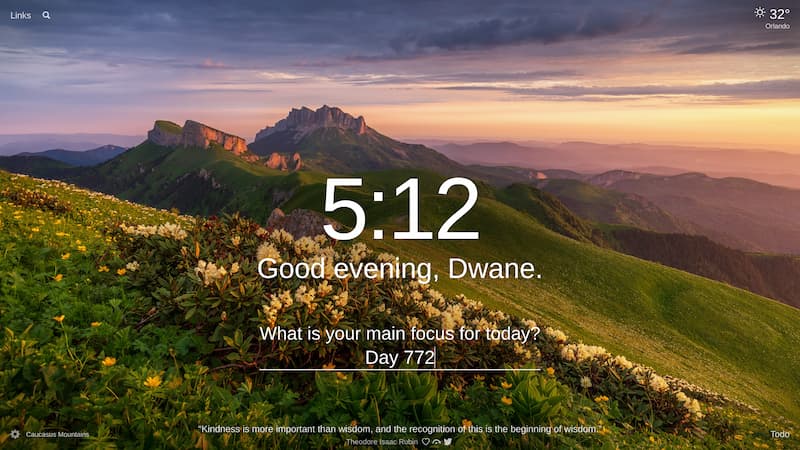 Links
32°
Orlando
5:12
Good evening, Dwane.
What is your main focus for today?
Day 772
Caucasus Mountains
“Kindness is more important than wisdom, and the recognition of this is the beginning of wisdom.”
Theodore Isaac Rubin
Todo